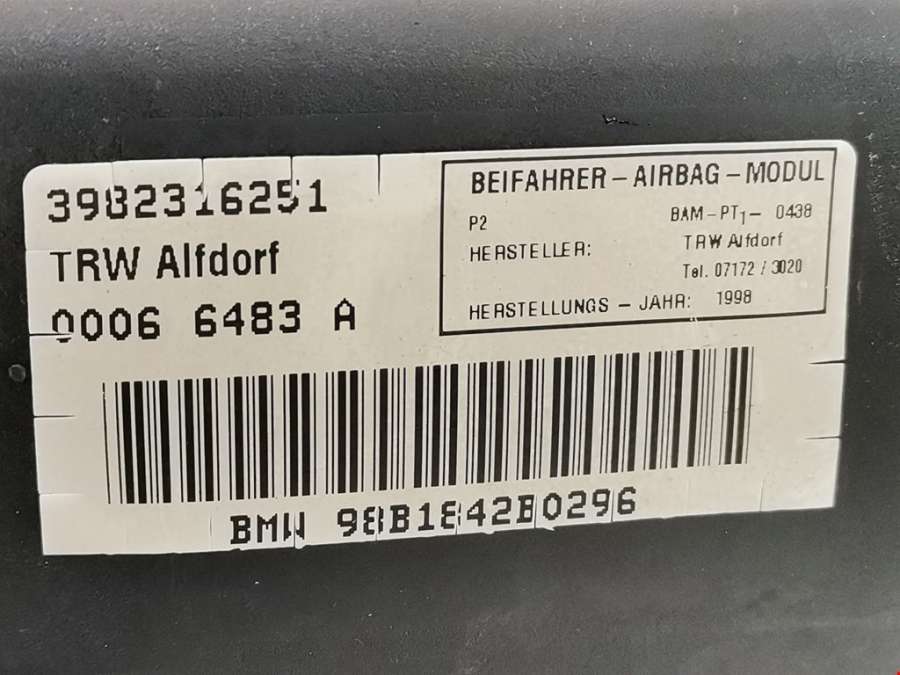 3982316251
TRW Alfdorf
0006 6483 A
BEIFAHRER - AIRBAG - MODUL
P2 BAM-PT1- 0438
HERSTELLER: TRW Alfdorf
Tel. 07172 / 3020
HERSTELLUNGS - JAHR: 1998
BMW 98B1842B0296